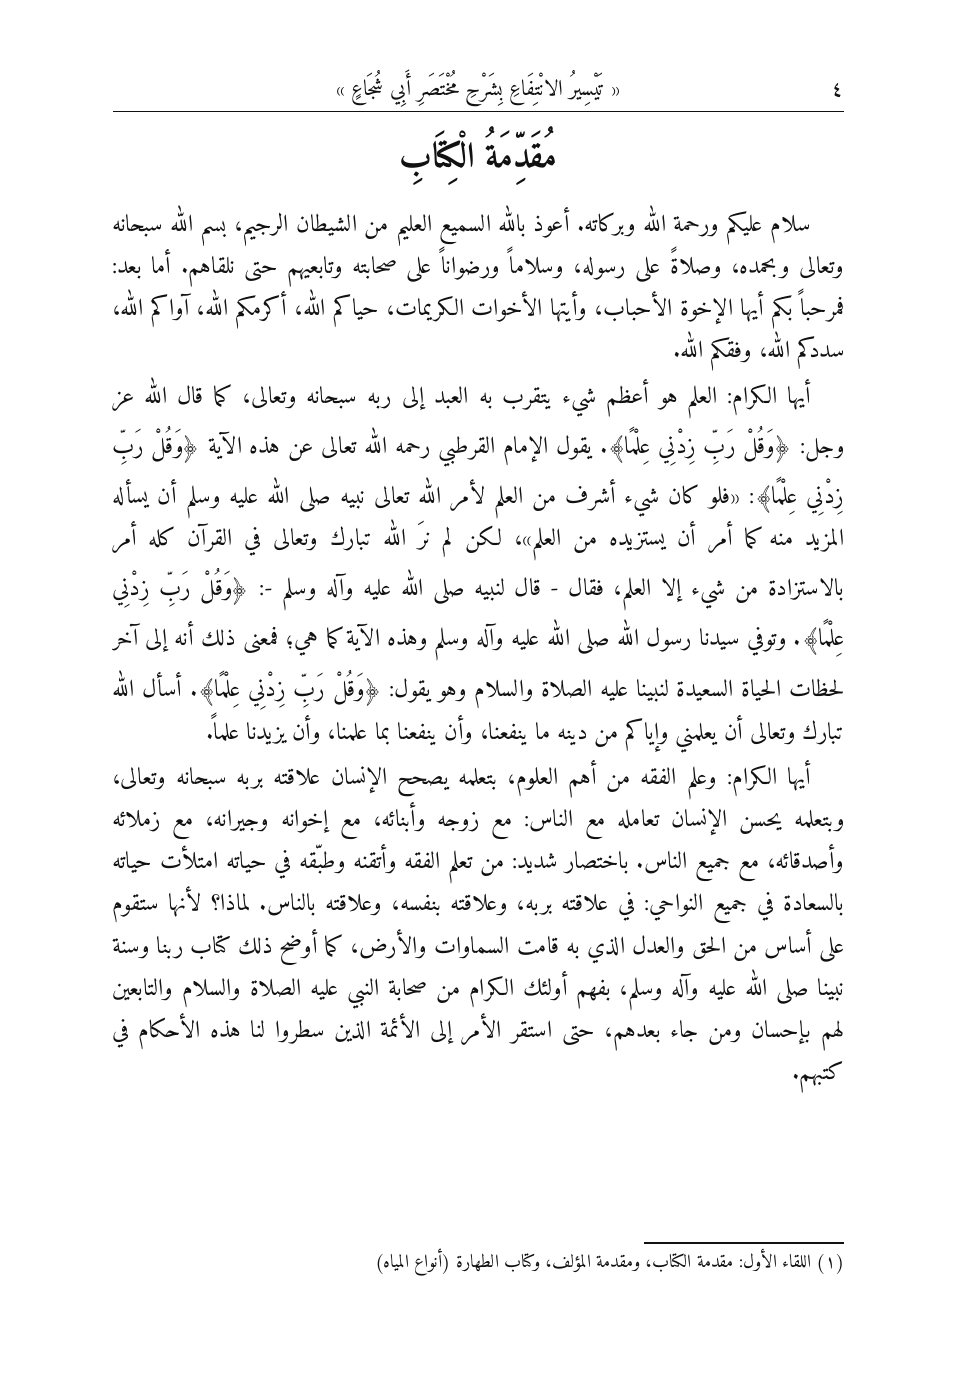 ٤
« تَيْسِيرُ الانْتِفَاعِ بِشَرْحِ مُخْتَصَرِ أَبِي شُجَاعٍ »
مُقَدِّمَةُ الْكِتَابِ
سلام عليكم ورحمة الله وبركاته. أعوذ بالله السميع العليم من الشيطان الرجيم، بسم الله سبحانه
وتعالى وبحمده، وصلاةً على رسوله، وسلاماً ورضواناً على صحابته وتابعيهم حتى نلقاهم. أما بعد:
فمرحباً بكم أيها الإخوة الأحباب، وأيتها الأخوات الكريمات، حياكم الله، أكرمكم الله، آواكم الله،
سددكم الله، وفقكم الله.
أيها الكرام: العلم هو أعظم شيء يتقرب به العبد إلى ربه سبحانه وتعالى، كما قال الله عز
وجل: ﴿وَقُلْ رَبِّ زِدْنِي عِلْمًا﴾. يقول الإمام القرطبي رحمه الله تعالى عن هذه الآية ﴿وَقُلْ رَبِّ
زِدْنِي عِلْمًا﴾: «فلو كان شيء أشرف من العلم لأمر الله تعالى نبيه صلى الله عليه وسلم أن يسأله
المزيد منه كما أمر أن يستزيده من العلم»، لكن لم نرَ الله تبارك وتعالى في القرآن كله أمر
بالاستزادة من شيء إلا العلم، فقال - قال لنبيه صلى الله عليه وآله وسلم -: ﴿وَقُلْ رَبِّ زِدْنِي
عِلْمًا﴾. وتوفي سيدنا رسول الله صلى الله عليه وآله وسلم وهذه الآية كما هي؛ فمعنى ذلك أنه إلى آخر
لحظات الحياة السعيدة لنبينا عليه الصلاة والسلام وهو يقول: ﴿وَقُلْ رَبِّ زِدْنِي عِلْمًا﴾. أسأل الله
تبارك وتعالى أن يعلمني وإياكم من دينه ما ينفعنا، وأن ينفعنا بما علمنا، وأن يزيدنا علماً.
أيها الكرام: وعلم الفقه من أهم العلوم، بتعلمه يصحح الإنسان علاقته بربه سبحانه وتعالى،
وبتعلمه يحسن الإنسان تعامله مع الناس: مع زوجه وأبنائه، مع إخوانه وجيرانه، مع زملائه
وأصدقائه، مع جميع الناس. باختصار شديد: من تعلم الفقه وأتقنه وطبّقه في حياته امتلأت حياته
بالسعادة في جميع النواحي: في علاقته بربه، وعلاقته بنفسه، وعلاقته بالناس. لماذا؟ لأنها ستقوم
على أساس من الحق والعدل الذي به قامت السماوات والأرض، كما أوضح ذلك كتاب ربنا وسنة
نبينا صلى الله عليه وآله وسلم، بفهم أولئك الكرام من صحابة النبي عليه الصلاة والسلام والتابعين
لهم بإحسان ومن جاء بعدهم، حتى استقر الأمر إلى الأئمة الذين سطروا لنا هذه الأحكام في
كتبهم.
(١) اللقاء الأول: مقدمة الكتاب، ومقدمة المؤلف، وكتاب الطهارة (أنواع المياه)